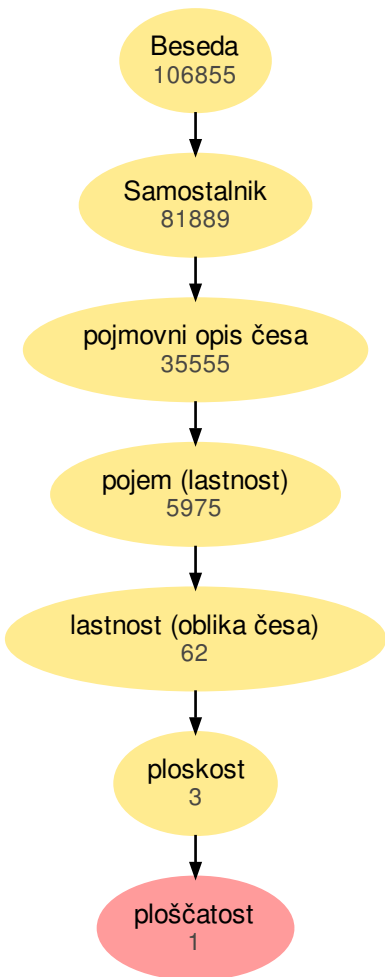 Beseda
106855
Samostalnik
81889
pojmovni opis česa
35555
pojem (lastnost)
5975
lastnost (oblika česa)
62
ploskost
3
ploščatost
1